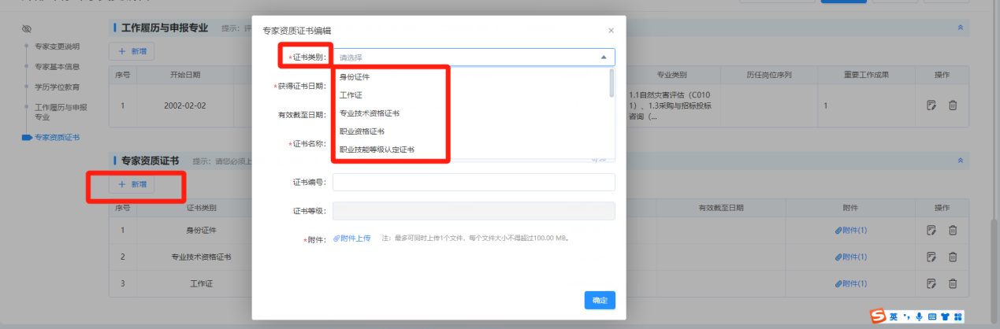 工作履历与申报专业
提示：评
专家资质证书编辑
×
专家变更说明
专家基本信息
学历学位教育
工作履历与申报
专业
专家资质证书
＋ 新增
序号
开始日期
专业类别
历任岗位序列
重要工作成果
操作
1
2002-02-02
1.1自然灾害评估（C010
1）、1.3采购与招标投标
咨询（...
1
*证书类别：
请选择
身份证件
工作证
专业技术资格证书
职业资格证书
职业技能等级认定证书
*获得证书日期：
有效截至日期：
*证书名称：
证书编号：
证书等级：
*附件：
附件上传
注：最多可同时上传1个文件，每个文件大小不得超过100.00 MB。
确定
专家资质证书
提示：请您必须上
＋ 新增
序号
证书类别
有效截至日期
附件
操作
1
身份证件
附件(1)
2
专业技术资格证书
附件(1)
3
工作证
附件(1)
S 英